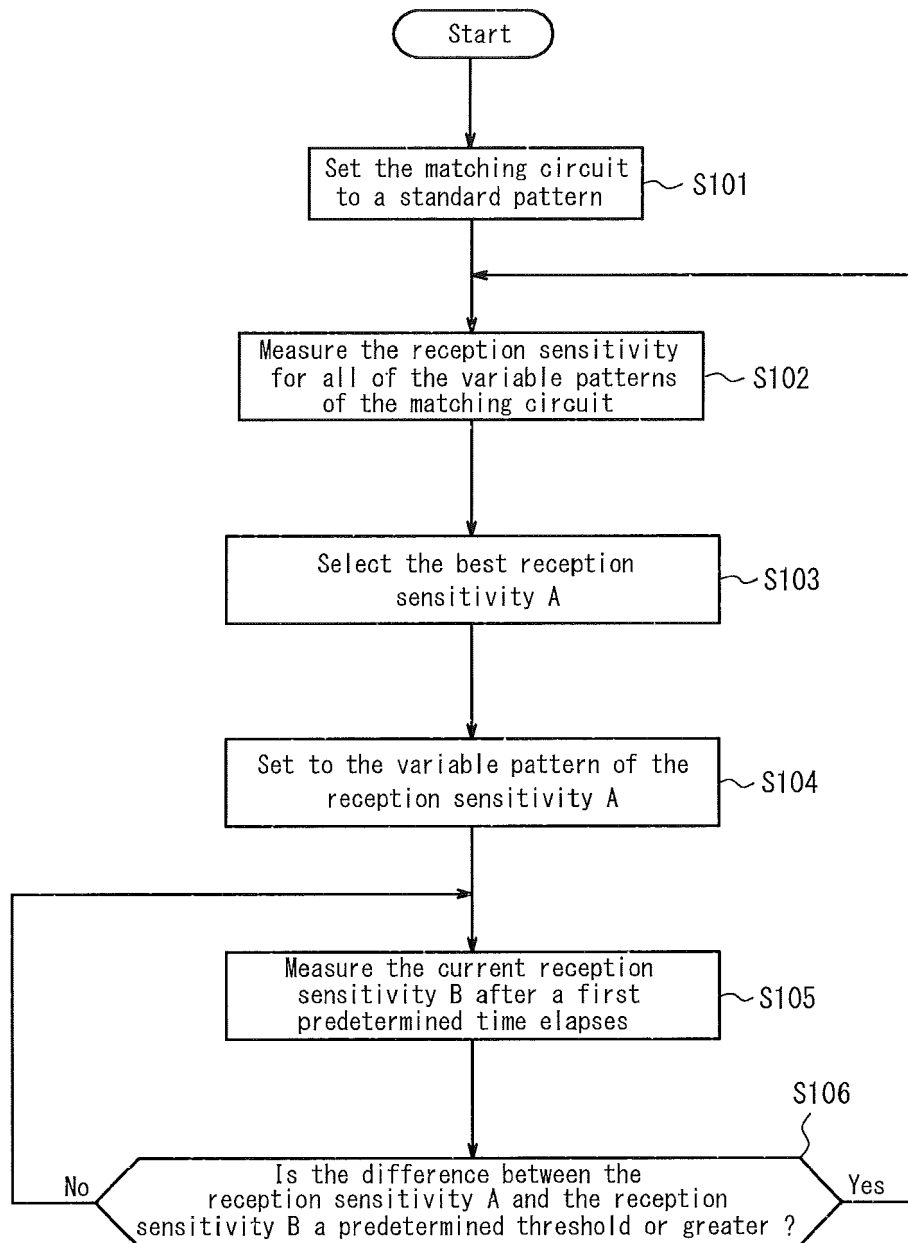 Start
Set the matching circuit
to a standard pattern
S101
Measure the reception sensitivity
for all of the variable patterns
of the matching circuit
S102
Select the best reception
sensitivity A
S103
Set to the variable pattern of the
reception sensitivity A
S104
Measure the current reception
sensitivity B after a first
predetermined time elapses
S105
S106
No
Is the difference between the
reception sensitivity A and the reception
sensitivity B a predetermined threshold or greater ?
Yes